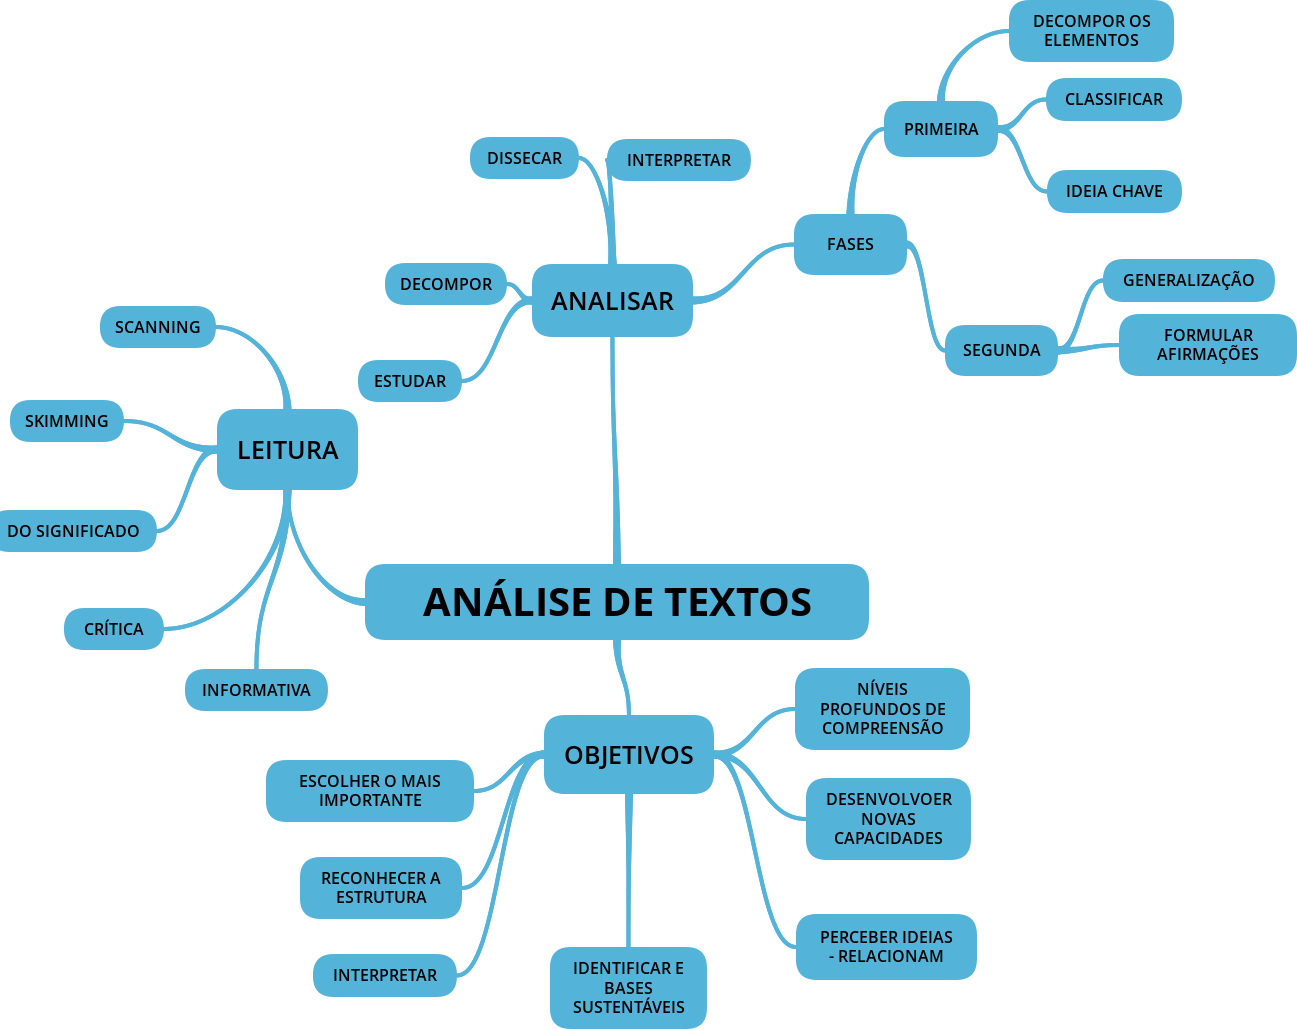 DECOMPOR OS
ELEMENTOS
CLASSIFICAR
PRIMEIRA
DISSECAR
INTERPRETAR
IDEIA CHAVE
FASES
GENERALIZAÇÃO
DECOMPOR
ANALISAR
SCANNING
FORMULAR
AFIRMAÇÕES
SEGUNDA
ESTUDAR
SKIMMING
LEITURA
DO SIGNIFICADO
ANÁLISE DE TEXTOS
CRÍTICA
INFORMATIVA
NÍVEIS
PROFUNDOS DE
COMPREENSÃO
OBJETIVOS
ESCOLHER O MAIS
IMPORTANTE
DESENVOLVOER
NOVAS
CAPACIDADES
RECONHECER A
ESTRUTURA
PERCEBER IDEIAS
- RELACIONAM
INTERPRETAR
IDENTIFICAR E
BASES
SUSTENTÁVEIS